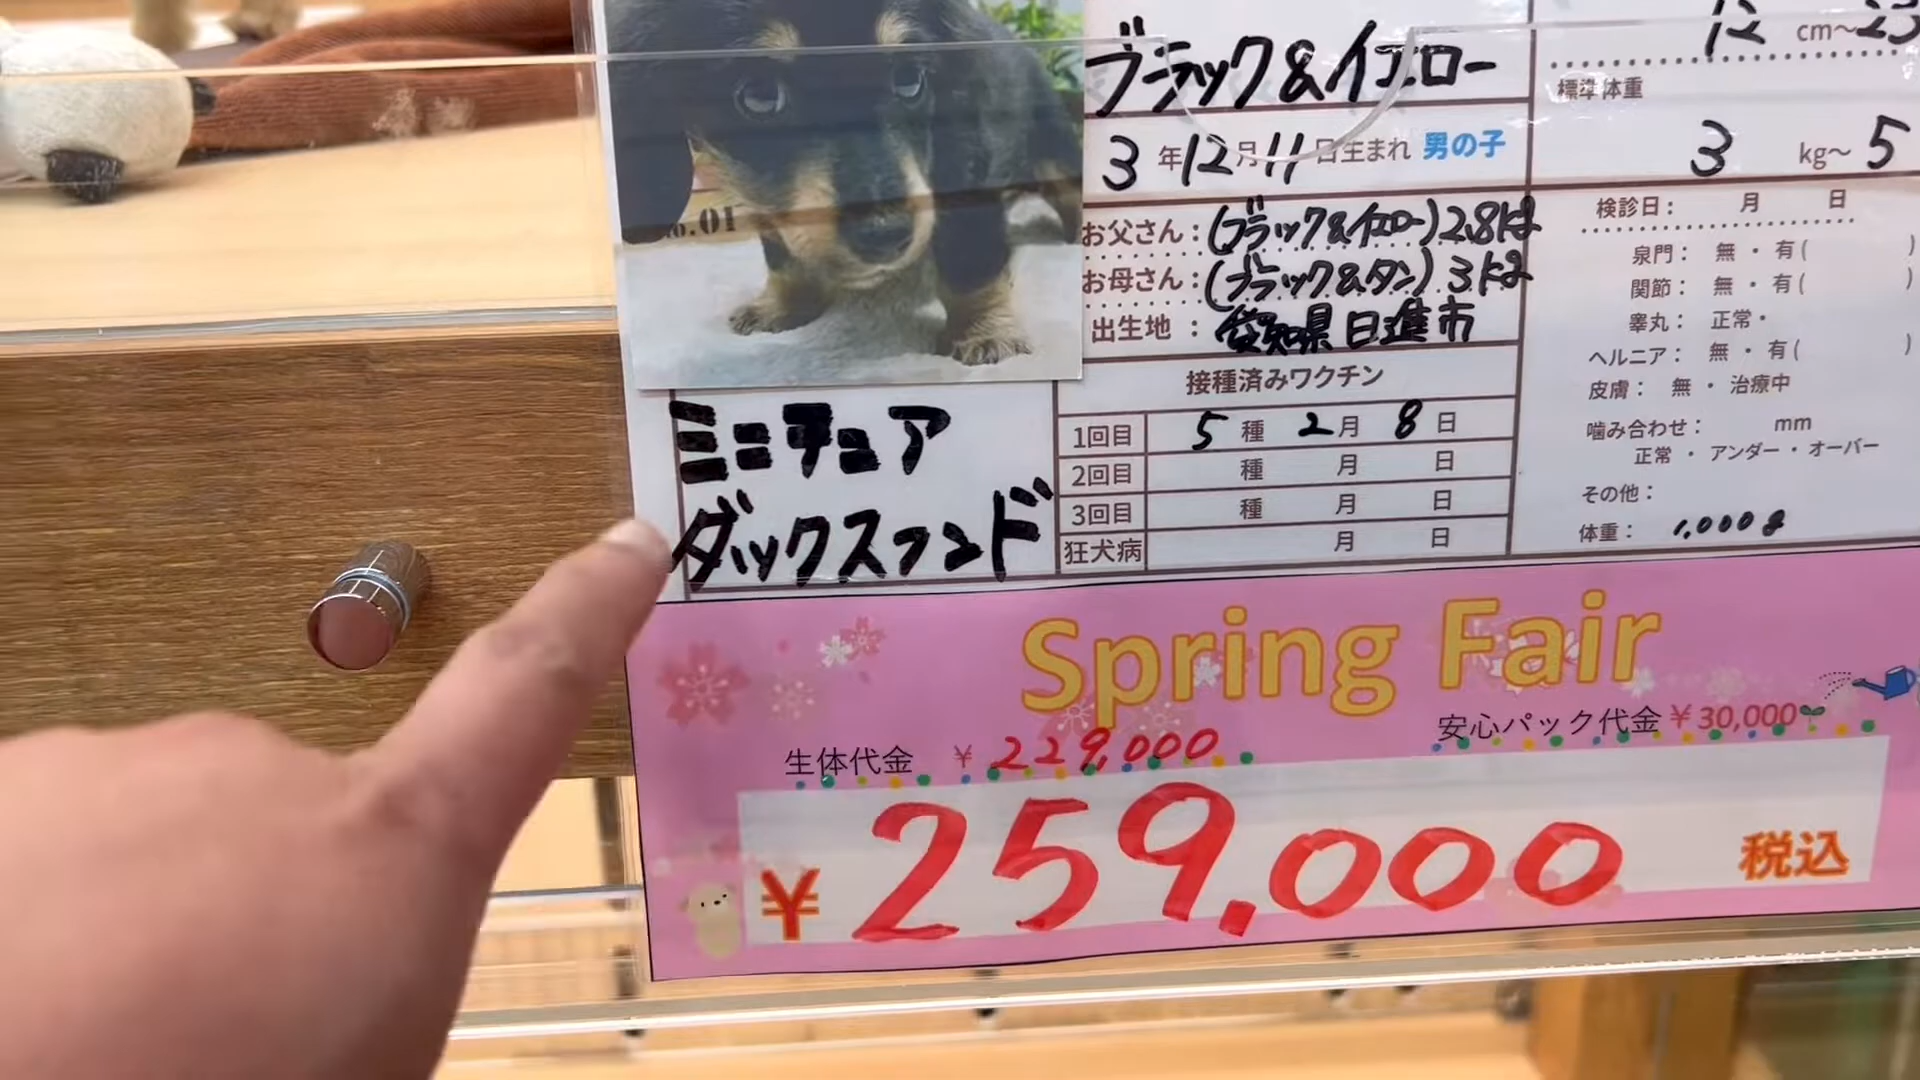 ブラック&イエロー
12 cm~23
標準体重
3 kg~5
3年12月11日生まれ 男の子
お父さん:(ブラック&イエロー)2.8kg
お母さん:(ブラック&タン)3kg
出生地:愛知県日進市
No.01
ミニチュア
ダックスフンド
接種済みワクチン
1回目 5種 2月8日
2回目 種 月 日
3回目 種 月 日
狂犬病 月 日
検診日: 月 日
泉門: 無・有( )
関節: 無・有( )
睾丸: 正常・
ヘルニア: 無・有( )
皮膚: 無・治療中
噛み合わせ: mm
正常・アンダー・オーバー
その他:
体重: 1,000g
Spring Fair
生体代金 ¥229,000
安心パック代金¥30,000
¥259,000 税込